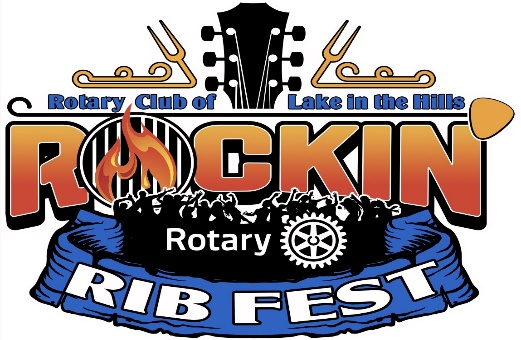 Rotary Club of Lake in the Hills
ROCKIN'
Rotary
RIB FEST